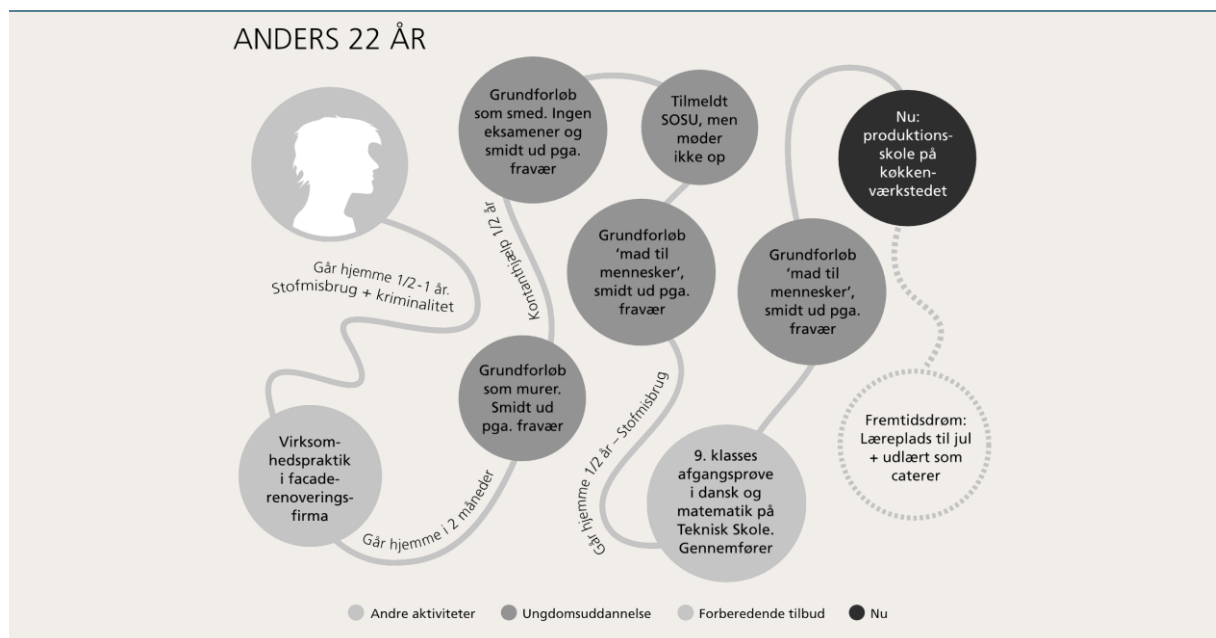 ANDERS 22 ÅR
Går hjemme 1/2-1 år.
Stofmisbrug + kriminalitet
Virksom-
hedspraktik
i facade-
renoverings-
firma
Går hjemme i 2 måneder
Grundforløb
som murer.
Smidt ud
pga. fravær
Kontanthjælp 1/2 år
Grundforløb
som smed. Ingen
eksamener og
smidt ud pga.
fravær
Tilmeldt
SOSU, men
møder
ikke op
Grundforløb
‘mad til
mennesker’,
smidt ud pga.
fravær
Går hjemme 1/2 år – Stofmisbrug
9. klasses
afgangsprøve
i dansk og
matematik på
Teknisk Skole.
Gennemfører
Grundforløb
‘mad til
mennesker’,
smidt ud pga.
fravær
Nu:
produktions-
skole på
køkken-
værkstedet
Fremtidsdrøm:
Læreplads til jul
+ udlært som
caterer
Andre aktiviteter
Ungdomsuddannelse
Forberedende tilbud
Nu